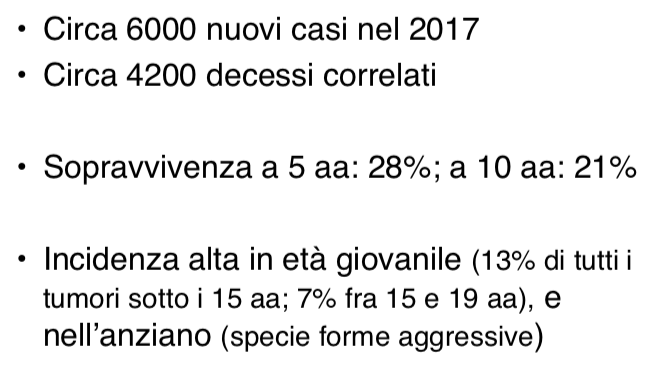 • Circa 6000 nuovi casi nel 2017
• Circa 4200 decessi correlati
• Sopravvivenza a 5 aa: 28%; a 10 aa: 21%
• Incidenza alta in età giovanile (13% di tutti i
tumori sotto i 15 aa; 7% fra 15 e 19 aa), e
nell’anziano (specie forme aggressive)